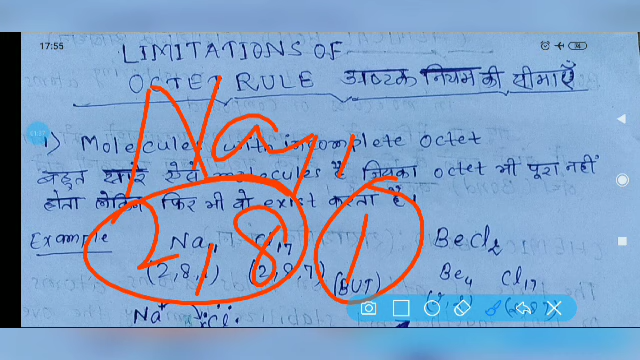 17:55
LIMITATIONS OF
OCTET RULE अष्टक नियम की सीमाएँ
1) Molecules with incomplete octet
बहुत सारे ऐसे molecules है जिसका octet भी पूरा नहीं
होता लेकिन फिर भी वो exist करता है।
Na,
2,8 1
Example Na Cl17 BeCl2
(2,8,1) (2,8,7) (BUT) Be4 Cl17
Na+ Cl